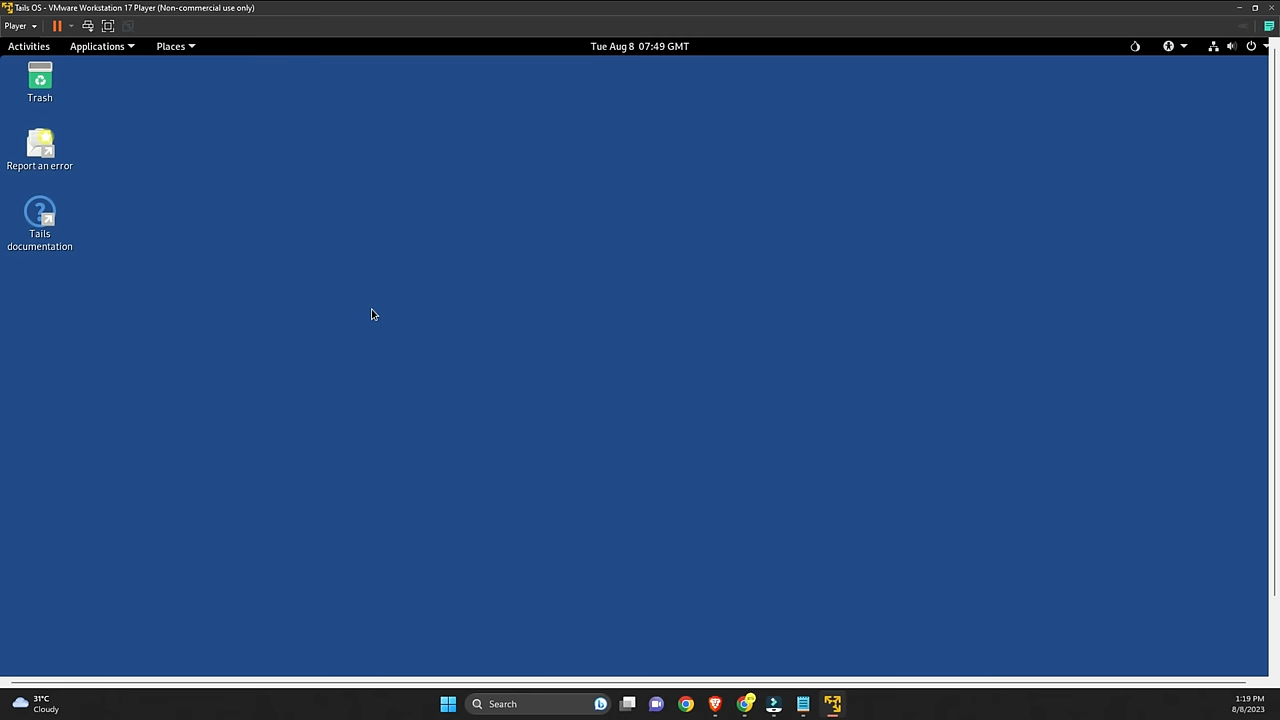 Tails OS - VMware Workstation 17 Player (Non-commercial use only)
Player
Activities Applications Places Tue Aug 8 07:49 GMT
Trash
Report an error
Tails
documentation
31°C
Cloudy
Search
1:19 PM
8/8/2023